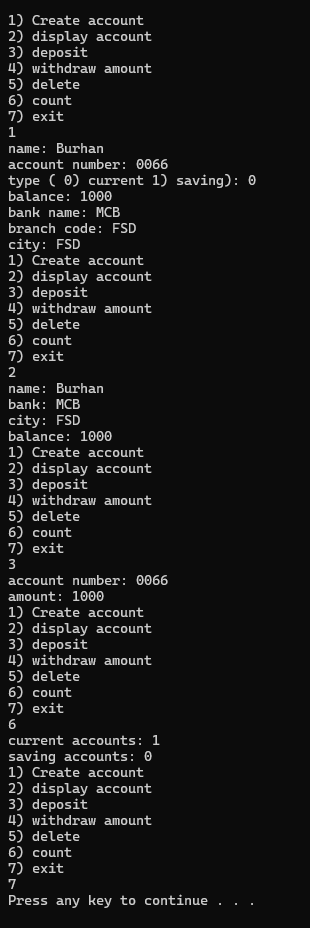 1) Create account
2) display account
3) deposit
4) withdraw amount
5) delete
6) count
7) exit
1
name: Burhan
account number: 0066
type ( 0) current 1) saving): 0
balance: 1000
bank name: MCB
branch code: FSD
city: FSD
1) Create account
2) display account
3) deposit
4) withdraw amount
5) delete
6) count
7) exit
2
name: Burhan
bank: MCB
city: FSD
balance: 1000
1) Create account
2) display account
3) deposit
4) withdraw amount
5) delete
6) count
7) exit
3
account number: 0066
amount: 1000
1) Create account
2) display account
3) deposit
4) withdraw amount
5) delete
6) count
7) exit
6
current accounts: 1
saving accounts: 0
1) Create account
2) display account
3) deposit
4) withdraw amount
5) delete
6) count
7) exit
7
Press any key to continue . . .